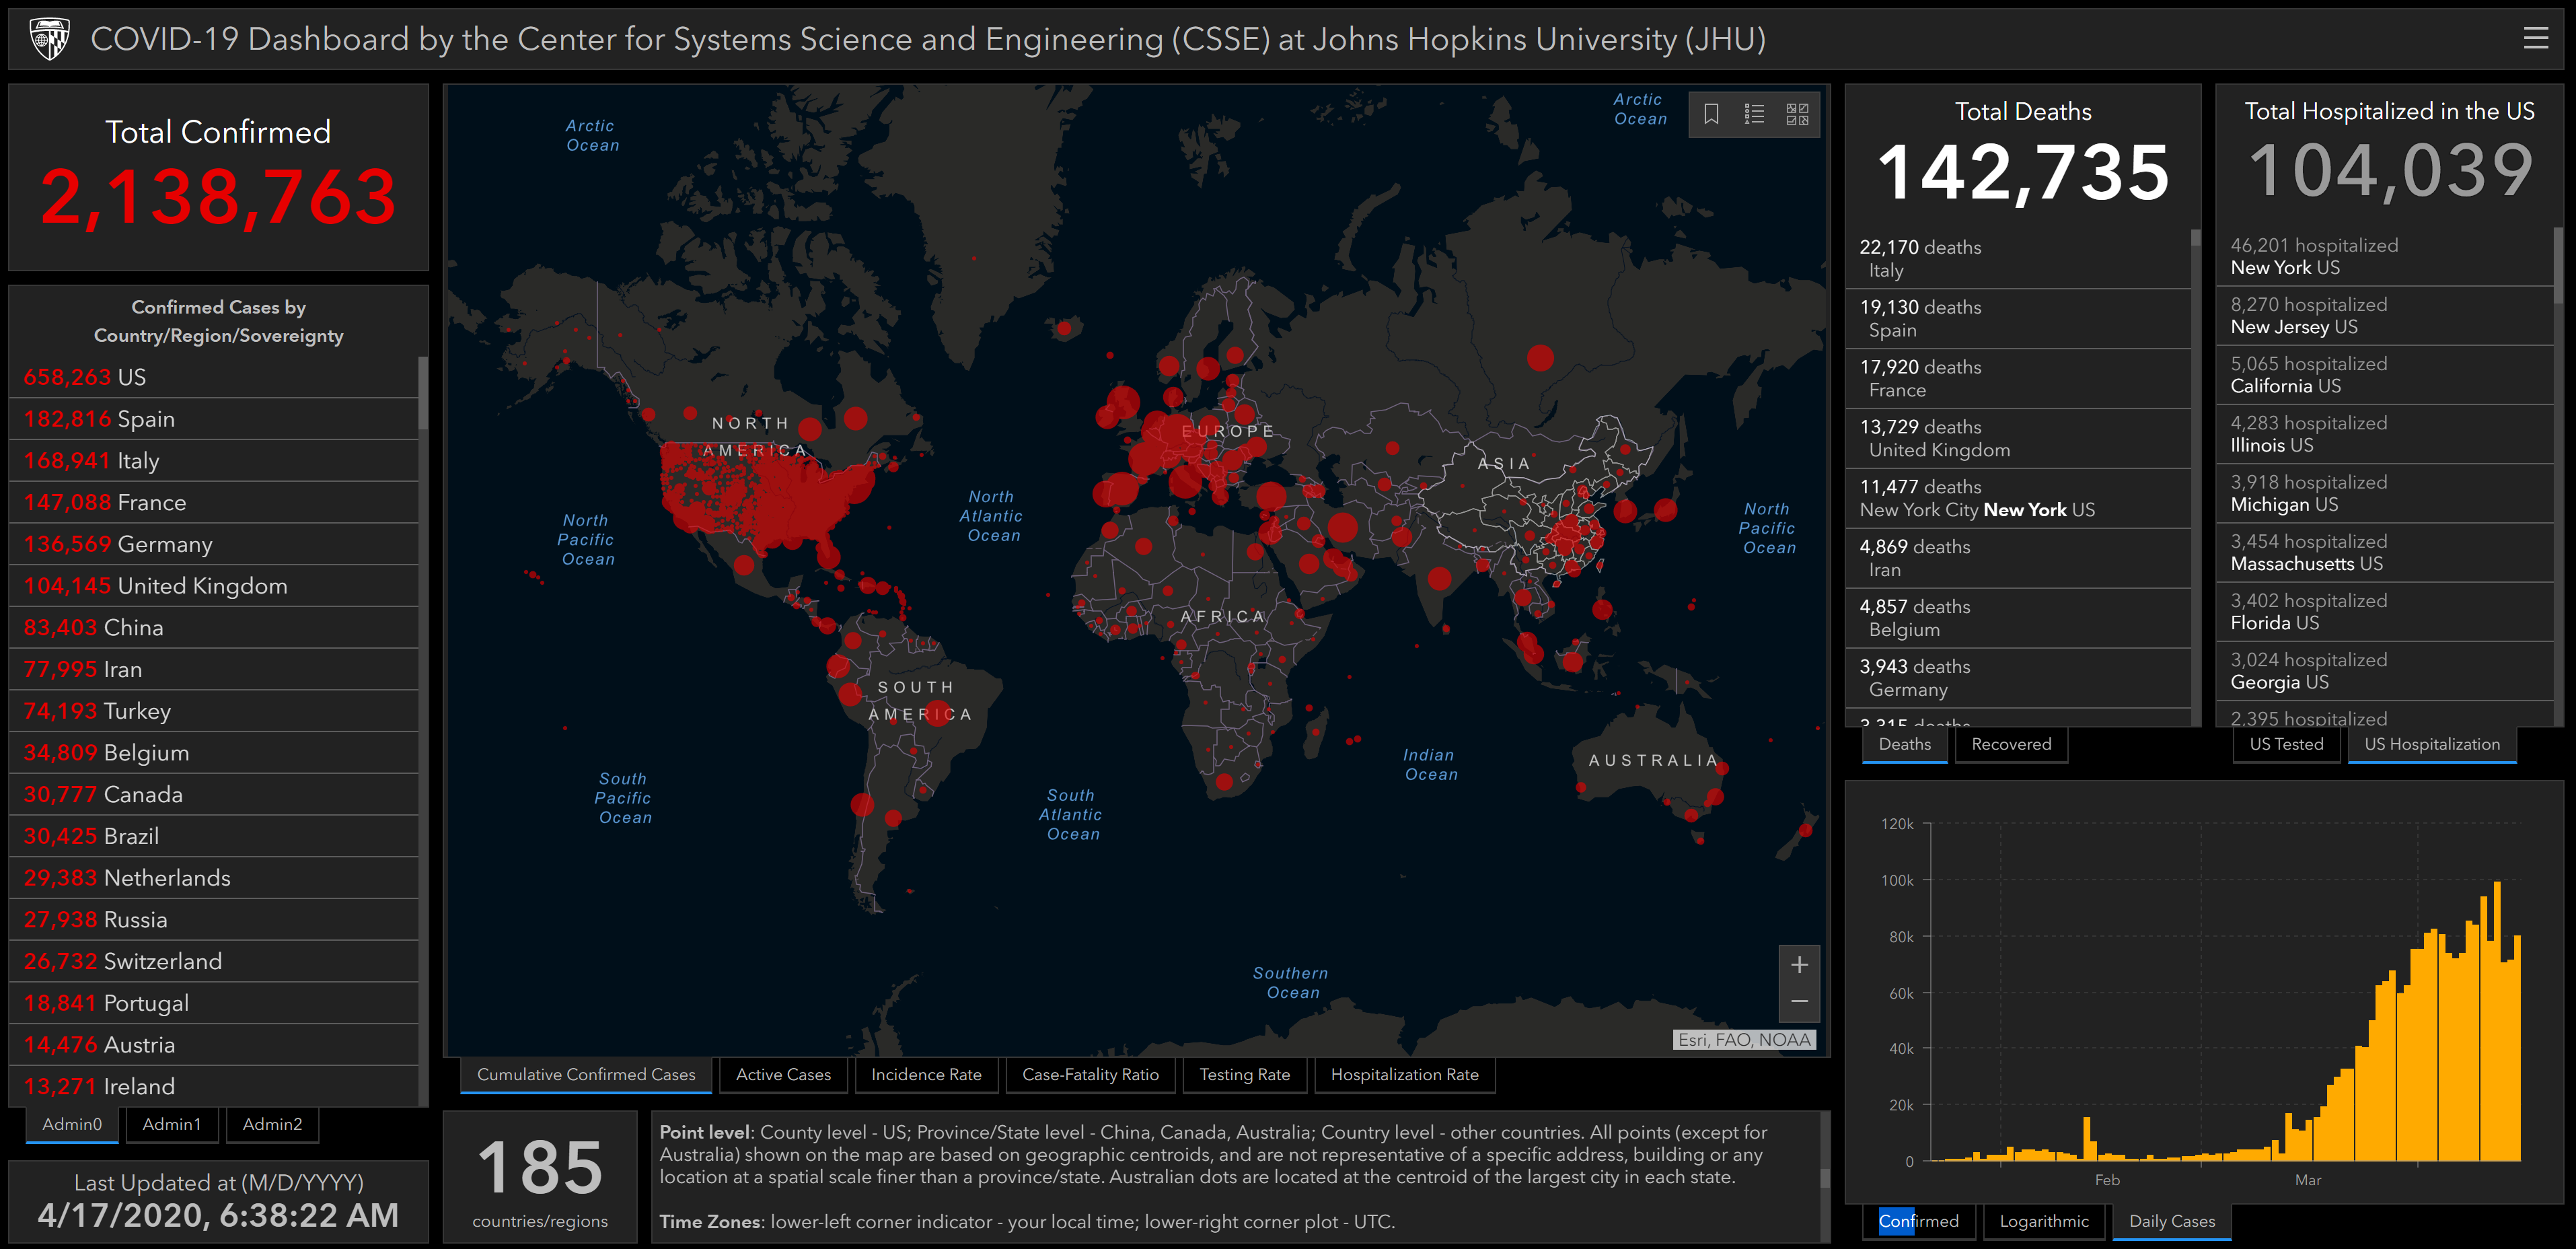 COVID-19 Dashboard by the Center for Systems Science and Engineering (CSSE) at Johns Hopkins University (JHU)
Total Confirmed
2,138,763
Confirmed Cases by
Country/Region/Sovereignty
658,263 US
182,816 Spain
168,941 Italy
147,088 France
136,569 Germany
104,145 United Kingdom
83,403 China
77,995 Iran
74,193 Turkey
34,809 Belgium
30,777 Canada
30,425 Brazil
29,383 Netherlands
27,938 Russia
26,732 Switzerland
18,841 Portugal
14,476 Austria
13,271 Ireland
Admin0 Admin1 Admin2
Last Updated at (M/D/YYYY)
4/17/2020, 6:38:22 AM
Arctic
Ocean
Arctic
Ocean
NORTH
AMERICA
EUROPE
ASIA
North
Pacific
Ocean
North
Atlantic
Ocean
North
Pacific
Ocean
AFRICA
SOUTH
AMERICA
AUSTRALIA
Indian
Ocean
South
Pacific
Ocean
South
Atlantic
Ocean
Southern
Ocean
+
−
Esri, FAO, NOAA
Cumulative Confirmed Cases Active Cases Incidence Rate Case-Fatality Ratio Testing Rate Hospitalization Rate
185
countries/regions
Point level: County level - US; Province/State level - China, Canada, Australia; Country level - other countries. All points (except for
Australia) shown on the map are based on geographic centroids, and are not representative of a specific address, building or any
location at a spatial scale finer than a province/state. Australian dots are located at the centroid of the largest city in each state.
Time Zones: lower-left corner indicator - your local time; lower-right corner plot - UTC.
Total Deaths
142,735
22,170 deaths
Italy
19,130 deaths
Spain
17,920 deaths
France
13,729 deaths
United Kingdom
11,477 deaths
New York City New York US
4,869 deaths
Iran
4,857 deaths
Belgium
3,943 deaths
Germany
3,315 deaths
Deaths Recovered
Total Hospitalized in the US
104,039
46,201 hospitalized
New York US
8,270 hospitalized
New Jersey US
5,065 hospitalized
California US
4,283 hospitalized
Illinois US
3,918 hospitalized
Michigan US
3,454 hospitalized
Massachusetts US
3,402 hospitalized
Florida US
3,024 hospitalized
Georgia US
2,395 hospitalized
US Tested US Hospitalization
120k
100k
80k
60k
40k
20k
0
Feb Mar
Confirmed Logarithmic Daily Cases